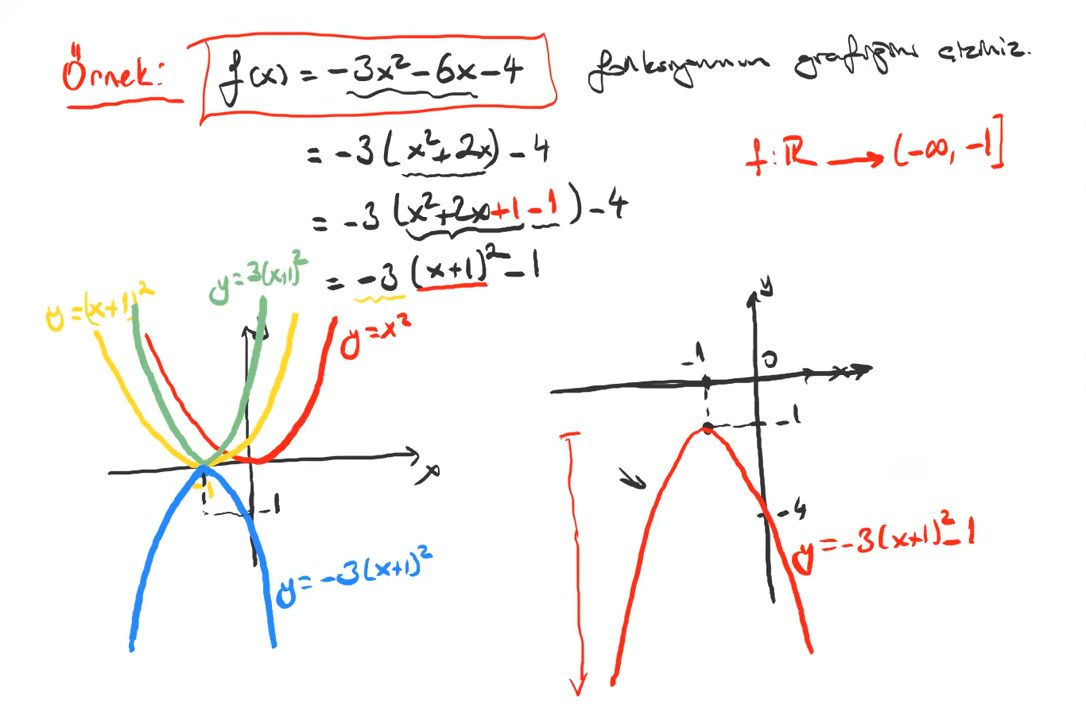 Örnek: f(x) = -3x² - 6x - 4 fonksiyonunun grafiğini çiziniz.
= -3(x² + 2x) - 4
f: ℝ → (-∞, -1]
= -3(x² + 2x + 1 - 1) - 4
= -3(x+1)² - 1
y = 3(x+1)²
y = (x+1)²
y = x²
y
x
-1
-1
y = -3(x+1)²
y
-1
0
x
-1
-4
y = -3(x+1)² - 1